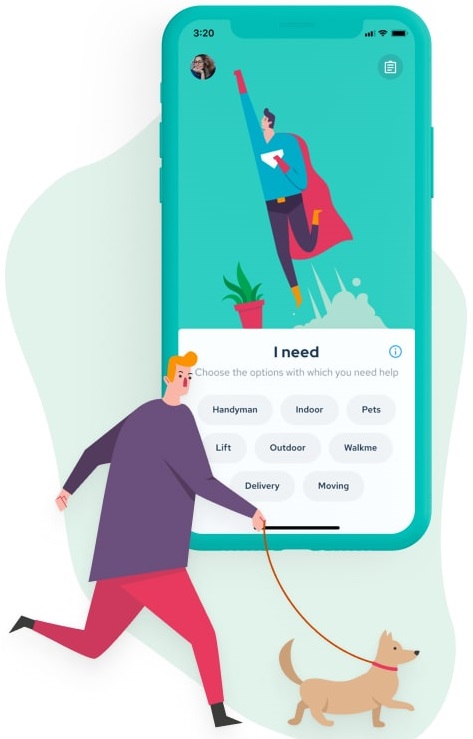 3:20
I need
Choose the options with which you need help
Handyman Indoor Pets
Lift Outdoor Walkme
Delivery Moving